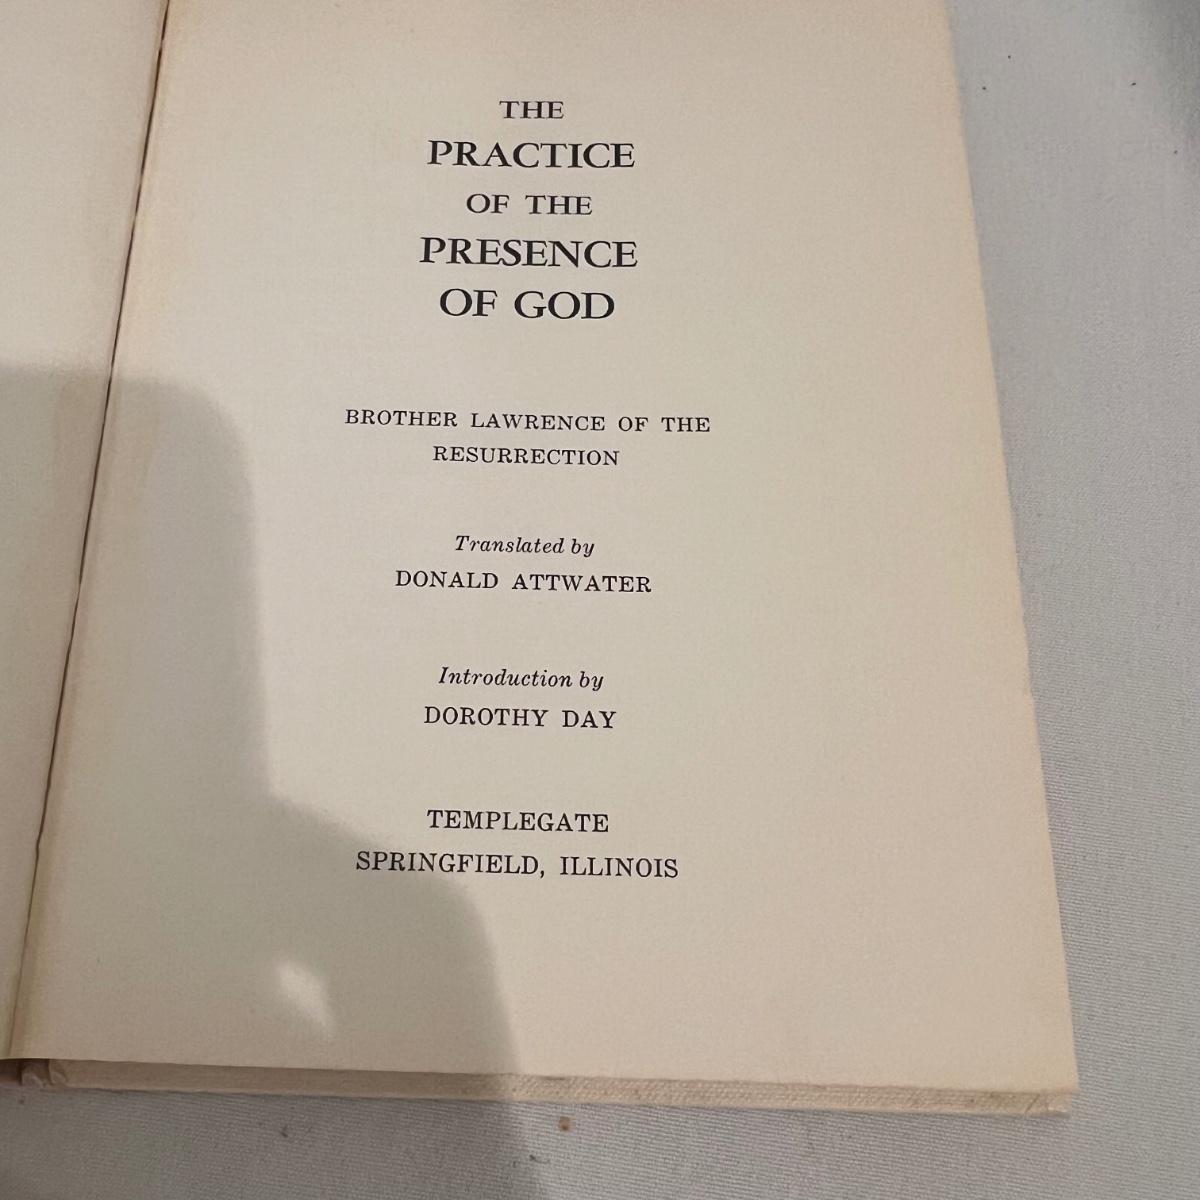 THE
PRACTICE
OF THE
PRESENCE
OF GOD
BROTHER LAWRENCE OF THE
RESURRECTION
Translated by
DONALD ATTWATER
Introduction by
DOROTHY DAY
TEMPLEGATE
SPRINGFIELD, ILLINOIS